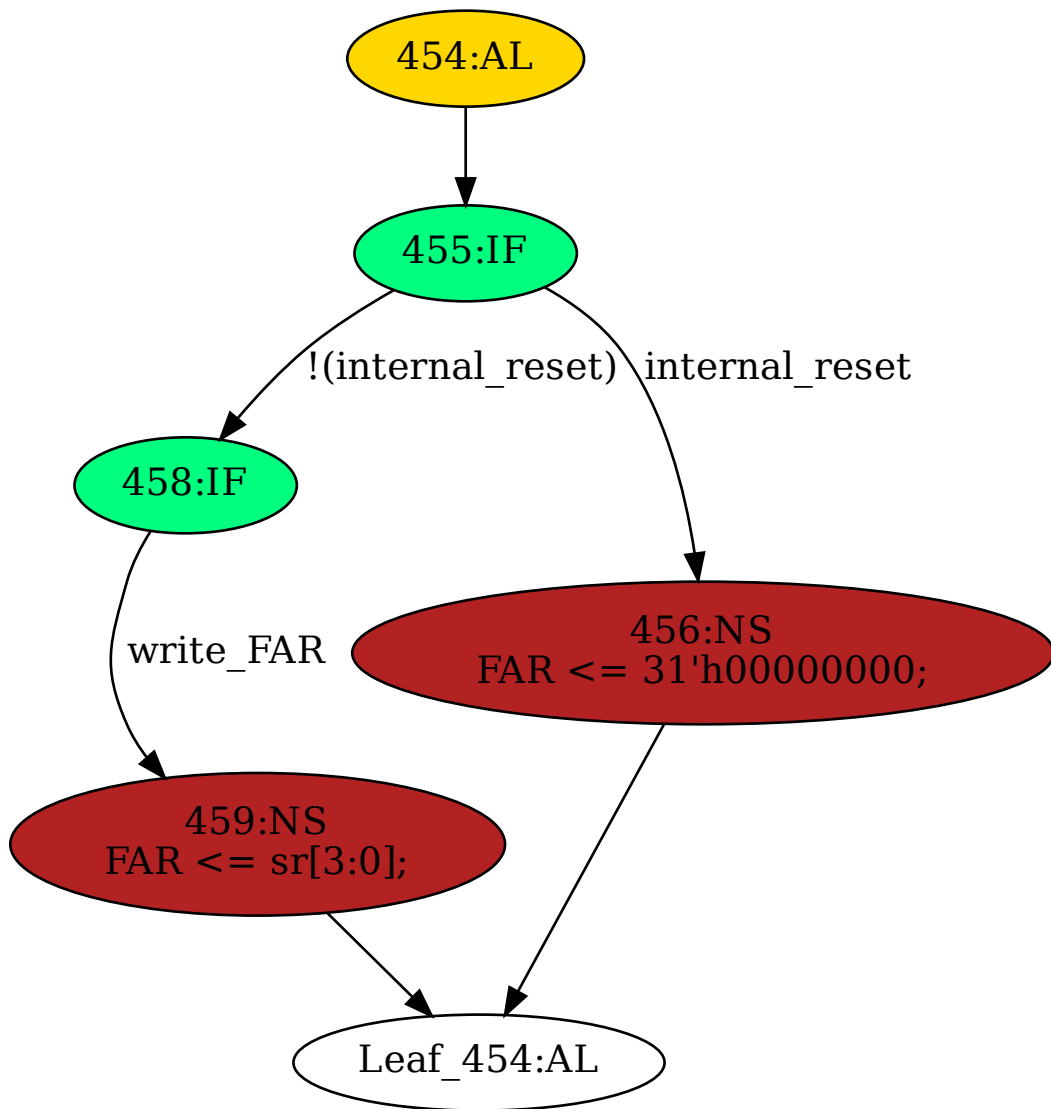 454:AL
455:IF
!(internal_reset)
internal_reset
458:IF
write_FAR
456:NS
FAR <= 31'h00000000;
459:NS
FAR <= sr[3:0];
Leaf_454:AL